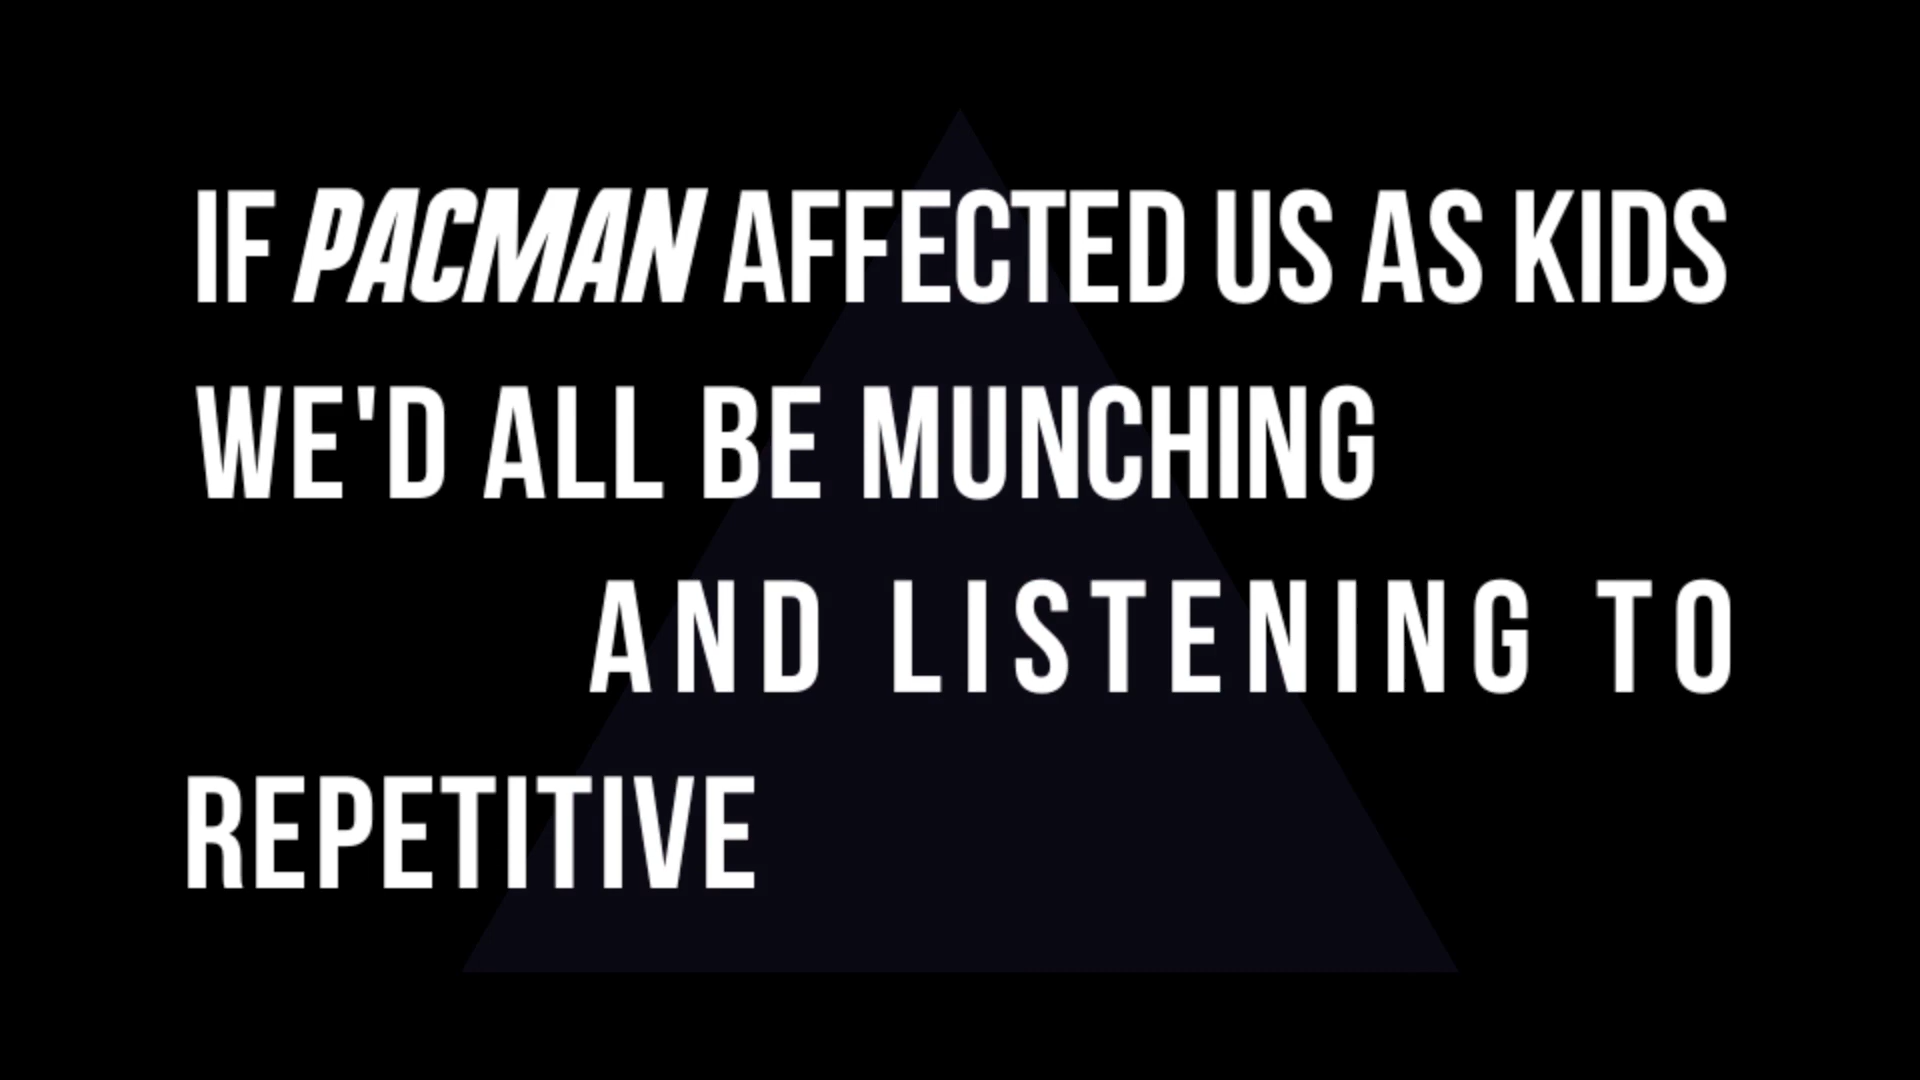 IF PACMAN AFFECTED US AS KIDS
WE'D ALL BE MUNCHING
AND LISTENING TO
REPETITIVE